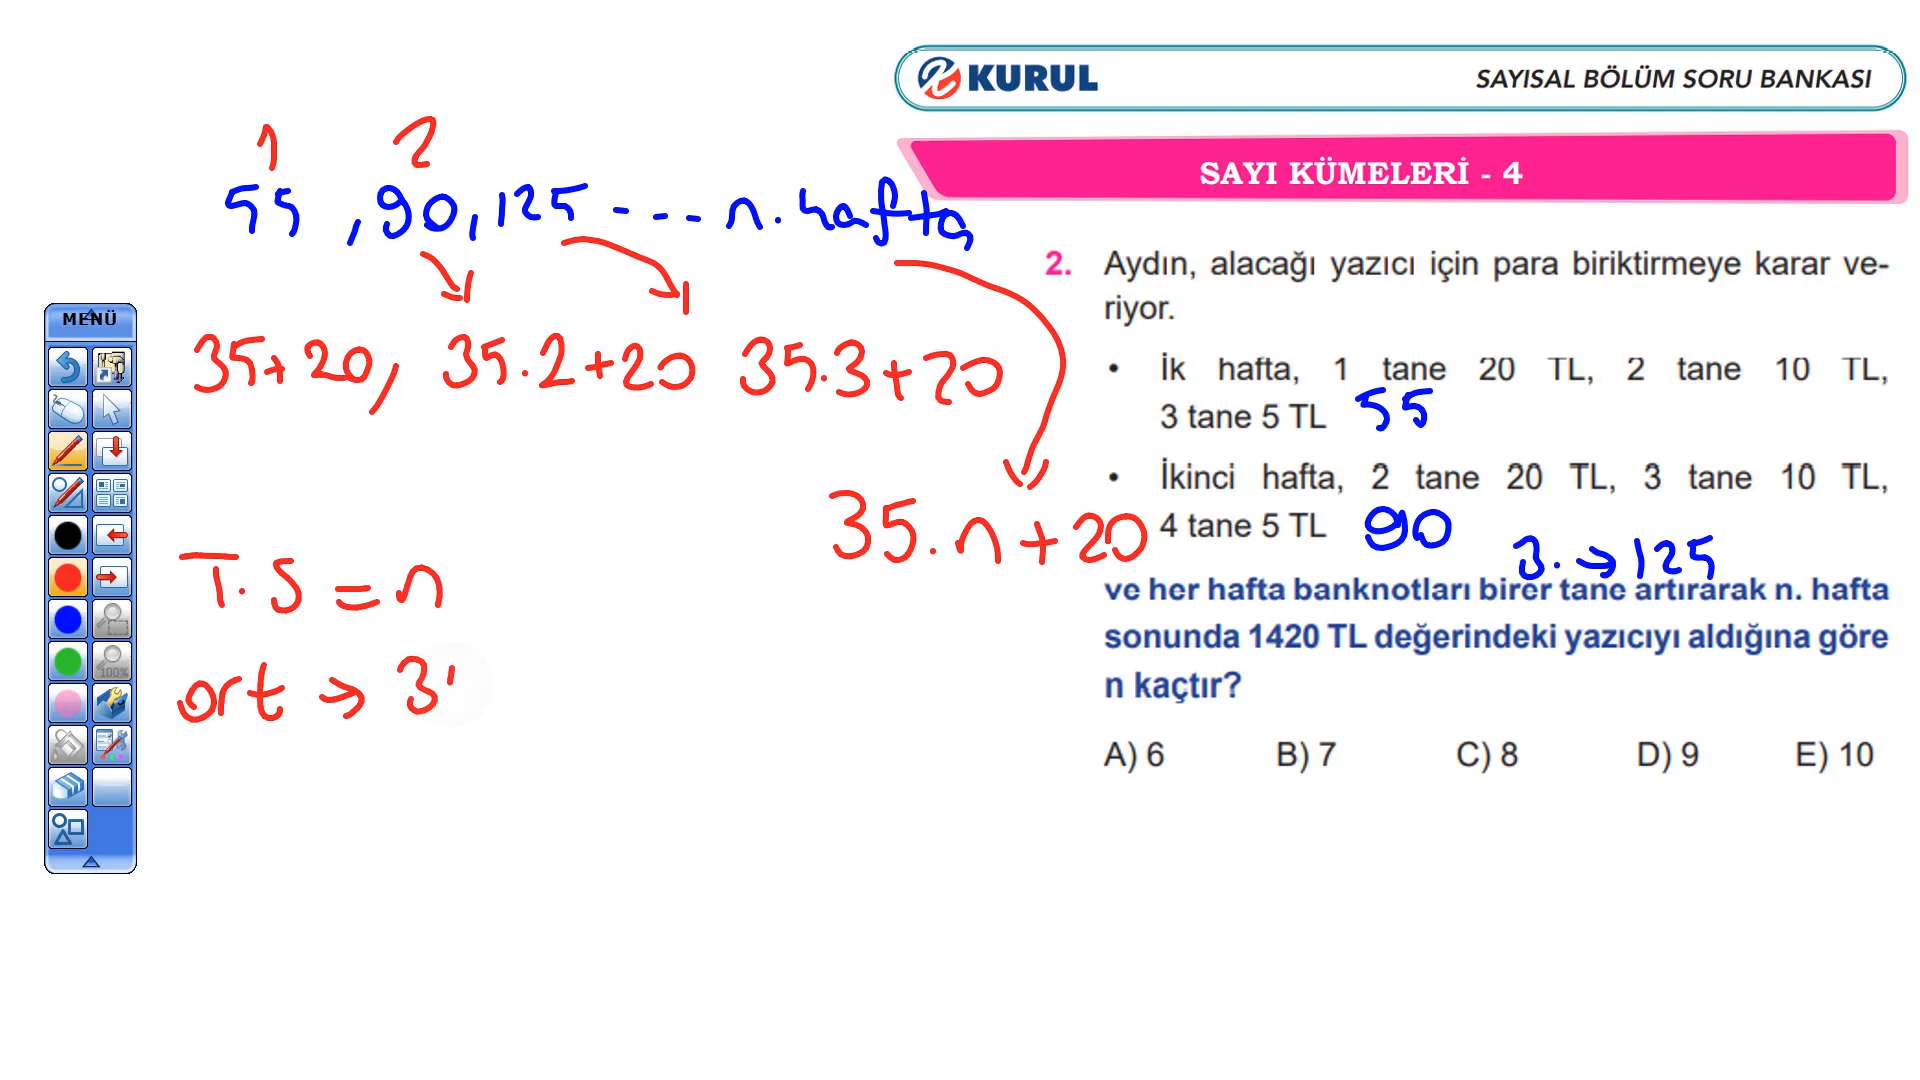 KURUL
SAYISAL BÖLÜM SORU BANKASI
SAYI KÜMELERİ - 4
1 2
55 , 90, 125 --- n. hafta
35+20, 35.2+20 35.3+20
35.n+20
T.S = n
ort → 3
MENÜ
100%
2. Aydın, alacağı yazıcı için para biriktirmeye karar ve-
riyor.
• İk hafta, 1 tane 20 TL, 2 tane 10 TL,
3 tane 5 TL 55
• İkinci hafta, 2 tane 20 TL, 3 tane 10 TL,
4 tane 5 TL 90
3. → 125
ve her hafta banknotları birer tane artırarak n. hafta
sonunda 1420 TL değerindeki yazıcıyı aldığına göre
n kaçtır?
A) 6 B) 7 C) 8 D) 9 E) 10